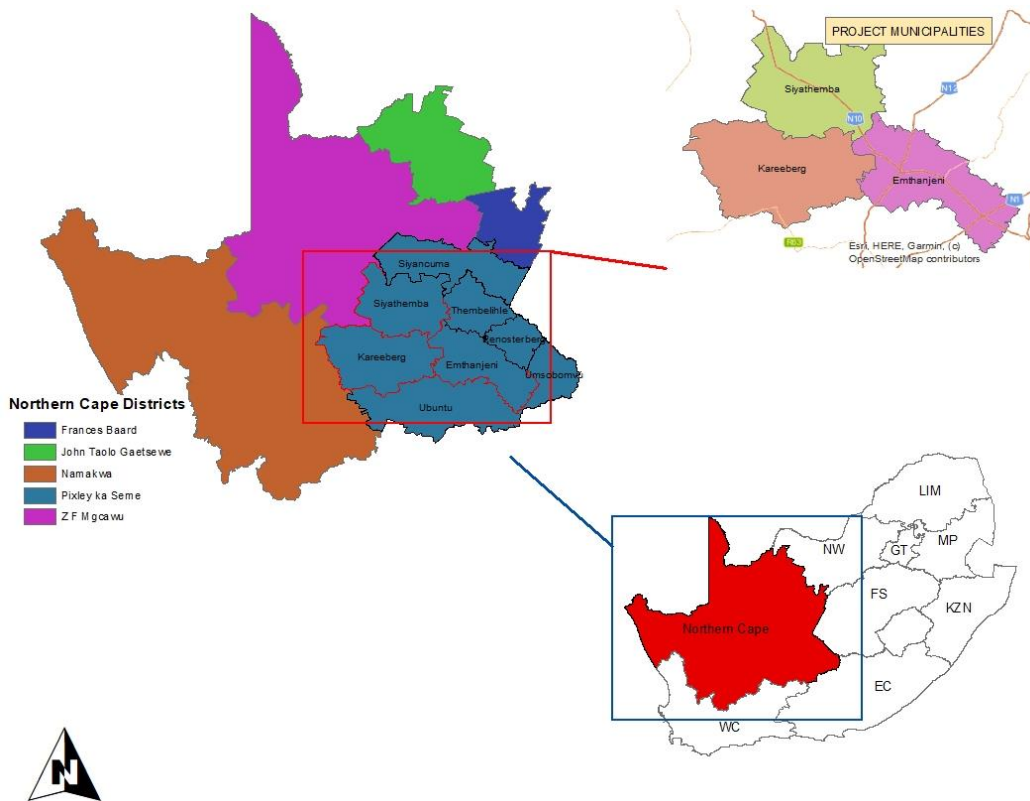 PROJECT MUNICIPALITIES
Siyathemba
N12
N10
Kareeberg
Emthanjeni
N1
R63
Esri, HERE, Garmin, (c)
OpenStreetMap contributors
Siyancuma
Siyathemba
Thembelihle
Renosterberg
Kareeberg
Emthanjeni
Umsobomvu
Ubuntu
Northern Cape Districts
Frances Baard
John Taolo Gaetsewe
Namakwa
Pixley ka Seme
Z F Mgcawu
LIM
NW
GT
MP
FS
KZN
Northern Cape
EC
WC
N